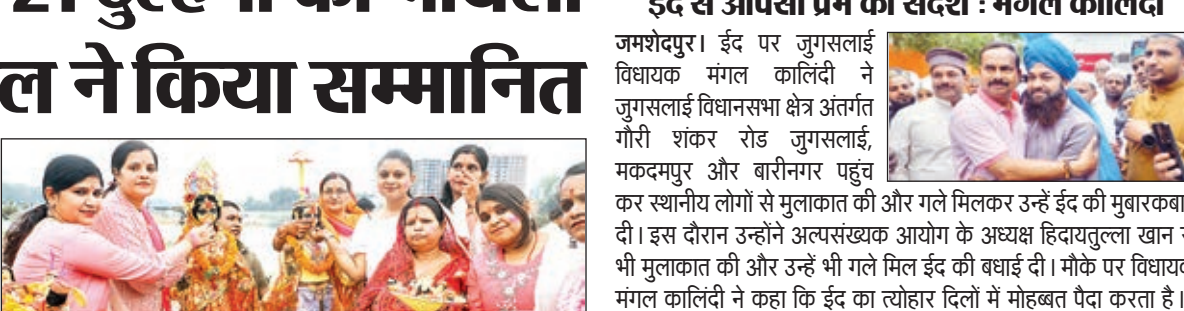 ल ने किया सम्मानित
ईद से आपसी प्रेम का संदेश : मंगल कालिंदी
जमशेदपुर। ईद पर जुगसलाई
विधायक मंगल कालिंदी ने
जुगसलाई विधानसभा क्षेत्र अंतर्गत
गौरी शंकर रोड जुगसलाई,
मकदमपुर और बारीनगर पहुंच
कर स्थानीय लोगों से मुलाकात की और गले मिलकर उन्हें ईद की मुबारकबा
दी। इस दौरान उन्होंने अल्पसंख्यक आयोग के अध्यक्ष हिदायतुल्ला खान
भी मुलाकात की और उन्हें भी गले मिल ईद की बधाई दी। मौके पर विधायक
मंगल कालिंदी ने कहा कि ईद का त्योहार दिलों में मोहब्बत पैदा करता है।